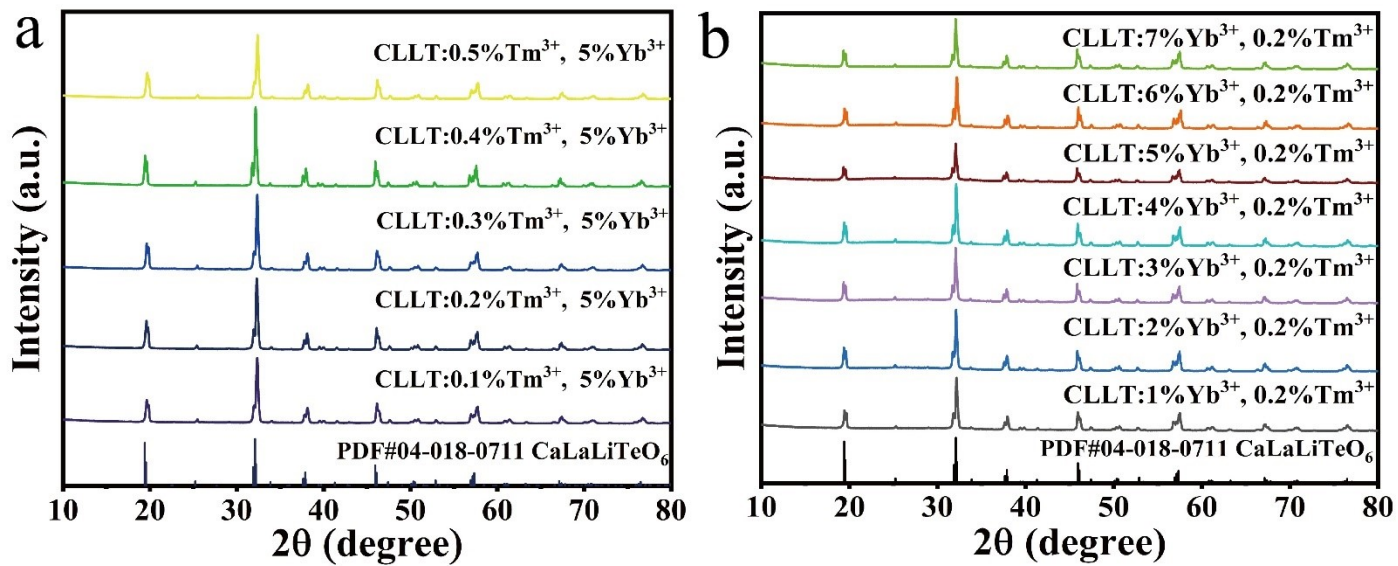 a
CLLT:0.5%Tm³⁺, 5%Yb³⁺
CLLT:0.4%Tm³⁺, 5%Yb³⁺
CLLT:0.3%Tm³⁺, 5%Yb³⁺
CLLT:0.2%Tm³⁺, 5%Yb³⁺
CLLT:0.1%Tm³⁺, 5%Yb³⁺
PDF#04-018-0711 CaLaLiTeO₆
Intensity (a.u.)
10 20 30 40 50 60 70 80
2θ (degree)
b
CLLT:7%Yb³⁺, 0.2%Tm³⁺
CLLT:6%Yb³⁺, 0.2%Tm³⁺
CLLT:5%Yb³⁺, 0.2%Tm³⁺
CLLT:4%Yb³⁺, 0.2%Tm³⁺
CLLT:3%Yb³⁺, 0.2%Tm³⁺
CLLT:2%Yb³⁺, 0.2%Tm³⁺
CLLT:1%Yb³⁺, 0.2%Tm³⁺
PDF#04-018-0711 CaLaLiTeO₆
Intensity (a.u.)
10 20 30 40 50 60 70 80
2θ (degree)